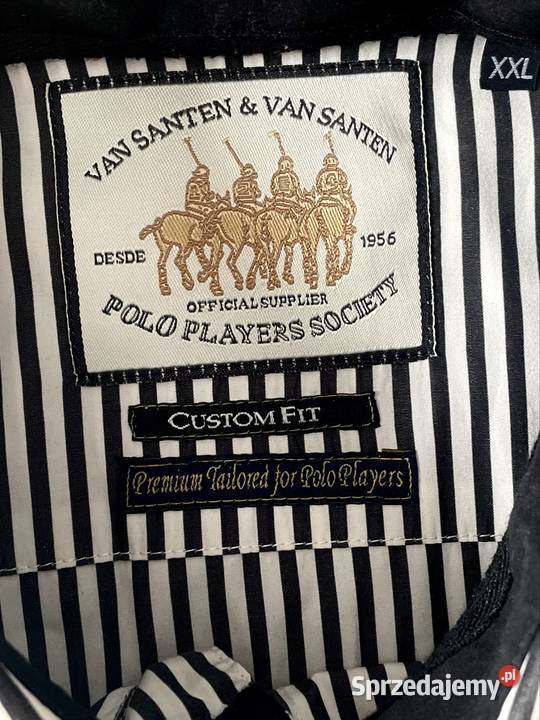 XXL
VAN SANTEN & VAN SANTEN
DESDE 1956
OFFICIAL SUPPLIER
POLO PLAYERS SOCIETY
CUSTOM FIT
Premium Tailored for Polo Players
Sprzedajemy.pl